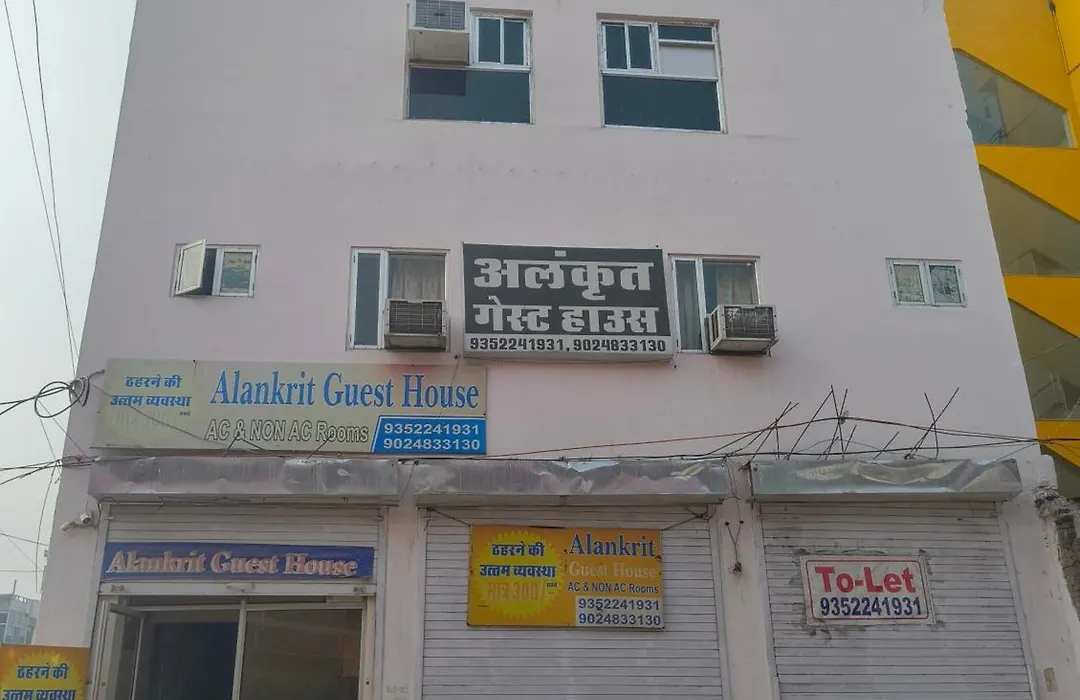 अलंकृत
गेस्ट हाउस
9352241931, 9024833130
ठहरने की
उत्तम व्यवस्था
मात्र 300/-
Alankrit Guest House
AC & NON AC Rooms
9352241931
9024833130
Alankrit Guest House
ठहरने की
उत्तम व्यवस्था
मात्र 300/-
Alankrit
Guest House
AC & NON AC Rooms
9352241931
9024833130
To-Let
9352241931
ठहरने की
उत्तम व्यवस्था